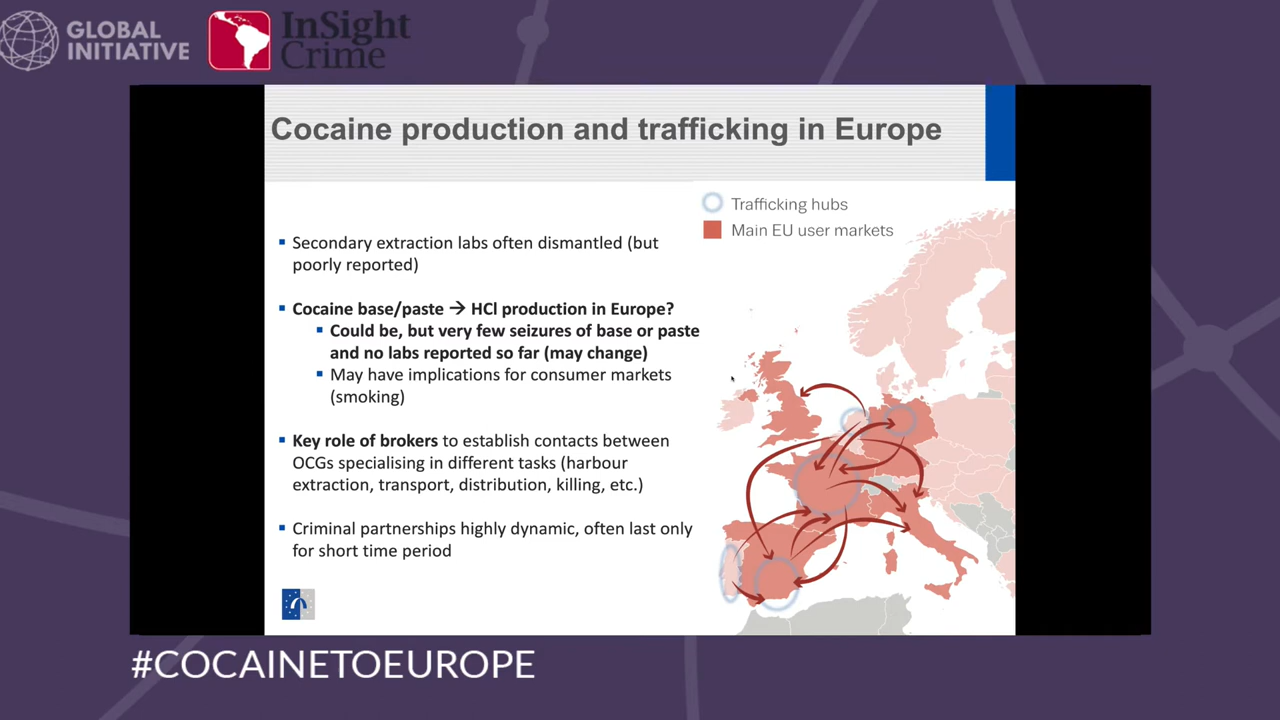 GLOBAL
INITIATIVE
InSight
Crime
Cocaine production and trafficking in Europe
Trafficking hubs
Main EU user markets
▪ Secondary extraction labs often dismantled (but
poorly reported)
▪ Cocaine base/paste → HCl production in Europe?
▪ Could be, but very few seizures of base or paste
and no labs reported so far (may change)
▪ May have implications for consumer markets
(smoking)
▪ Key role of brokers to establish contacts between
OCGs specialising in different tasks (harbour
extraction, transport, distribution, killing, etc.)
▪ Criminal partnerships highly dynamic, often last only
for short time period
#COCAINETOEUROPE